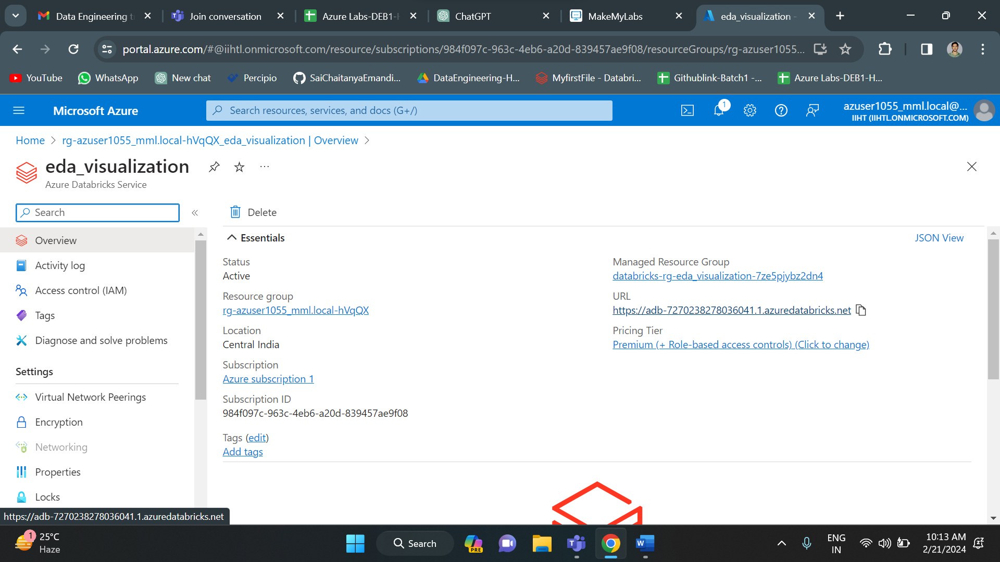 Data Engineering t
Join conversation
Azure Labs-DEB1-H
ChatGPT
MakeMyLabs
eda_visualization -
portal.azure.com/#@iihtl.onmicrosoft.com/resource/subscriptions/984f097c-963c-4eb6-a20d-839457ae9f08/resourceGroups/rg-azuser1055...
YouTube
WhatsApp
New chat
Percipio
SaiChaitanyaEmandi...
DataEngineering-H...
MyfirstFile - Databri...
Githublink-Batch1 -...
Azure Labs-DEB1-H...
Microsoft Azure
Search resources, services, and docs (G+/)
1
azuser1055_mml.local@...
IIHT (IIHTL.ONMICROSOFT.COM)
Home > rg-azuser1055_mml.local-hVqQX_eda_visualization | Overview >
eda_visualization
Azure Databricks Service
Search
Overview
Activity log
Access control (IAM)
Tags
Diagnose and solve problems
Settings
Virtual Network Peerings
Encryption
Networking
Properties
Locks
Delete
Essentials
JSON View
Status
Active
Resource group
rg-azuser1055_mml.local-hVqQX
Location
Central India
Subscription
Azure subscription 1
Subscription ID
984f097c-963c-4eb6-a20d-839457ae9f08
Tags (edit)
Add tags
Managed Resource Group
databricks-rg-eda_visualization-7ze5pjybz2dn4
URL
https://adb-7270238278036041.1.azuredatabricks.net
Pricing Tier
Premium (+ Role-based access controls) (Click to change)
https://adb-7270238278036041.1.azuredatabricks.net
1
25°C
Haze
Search
PRE
ENG
IN
10:13 AM
2/21/2024